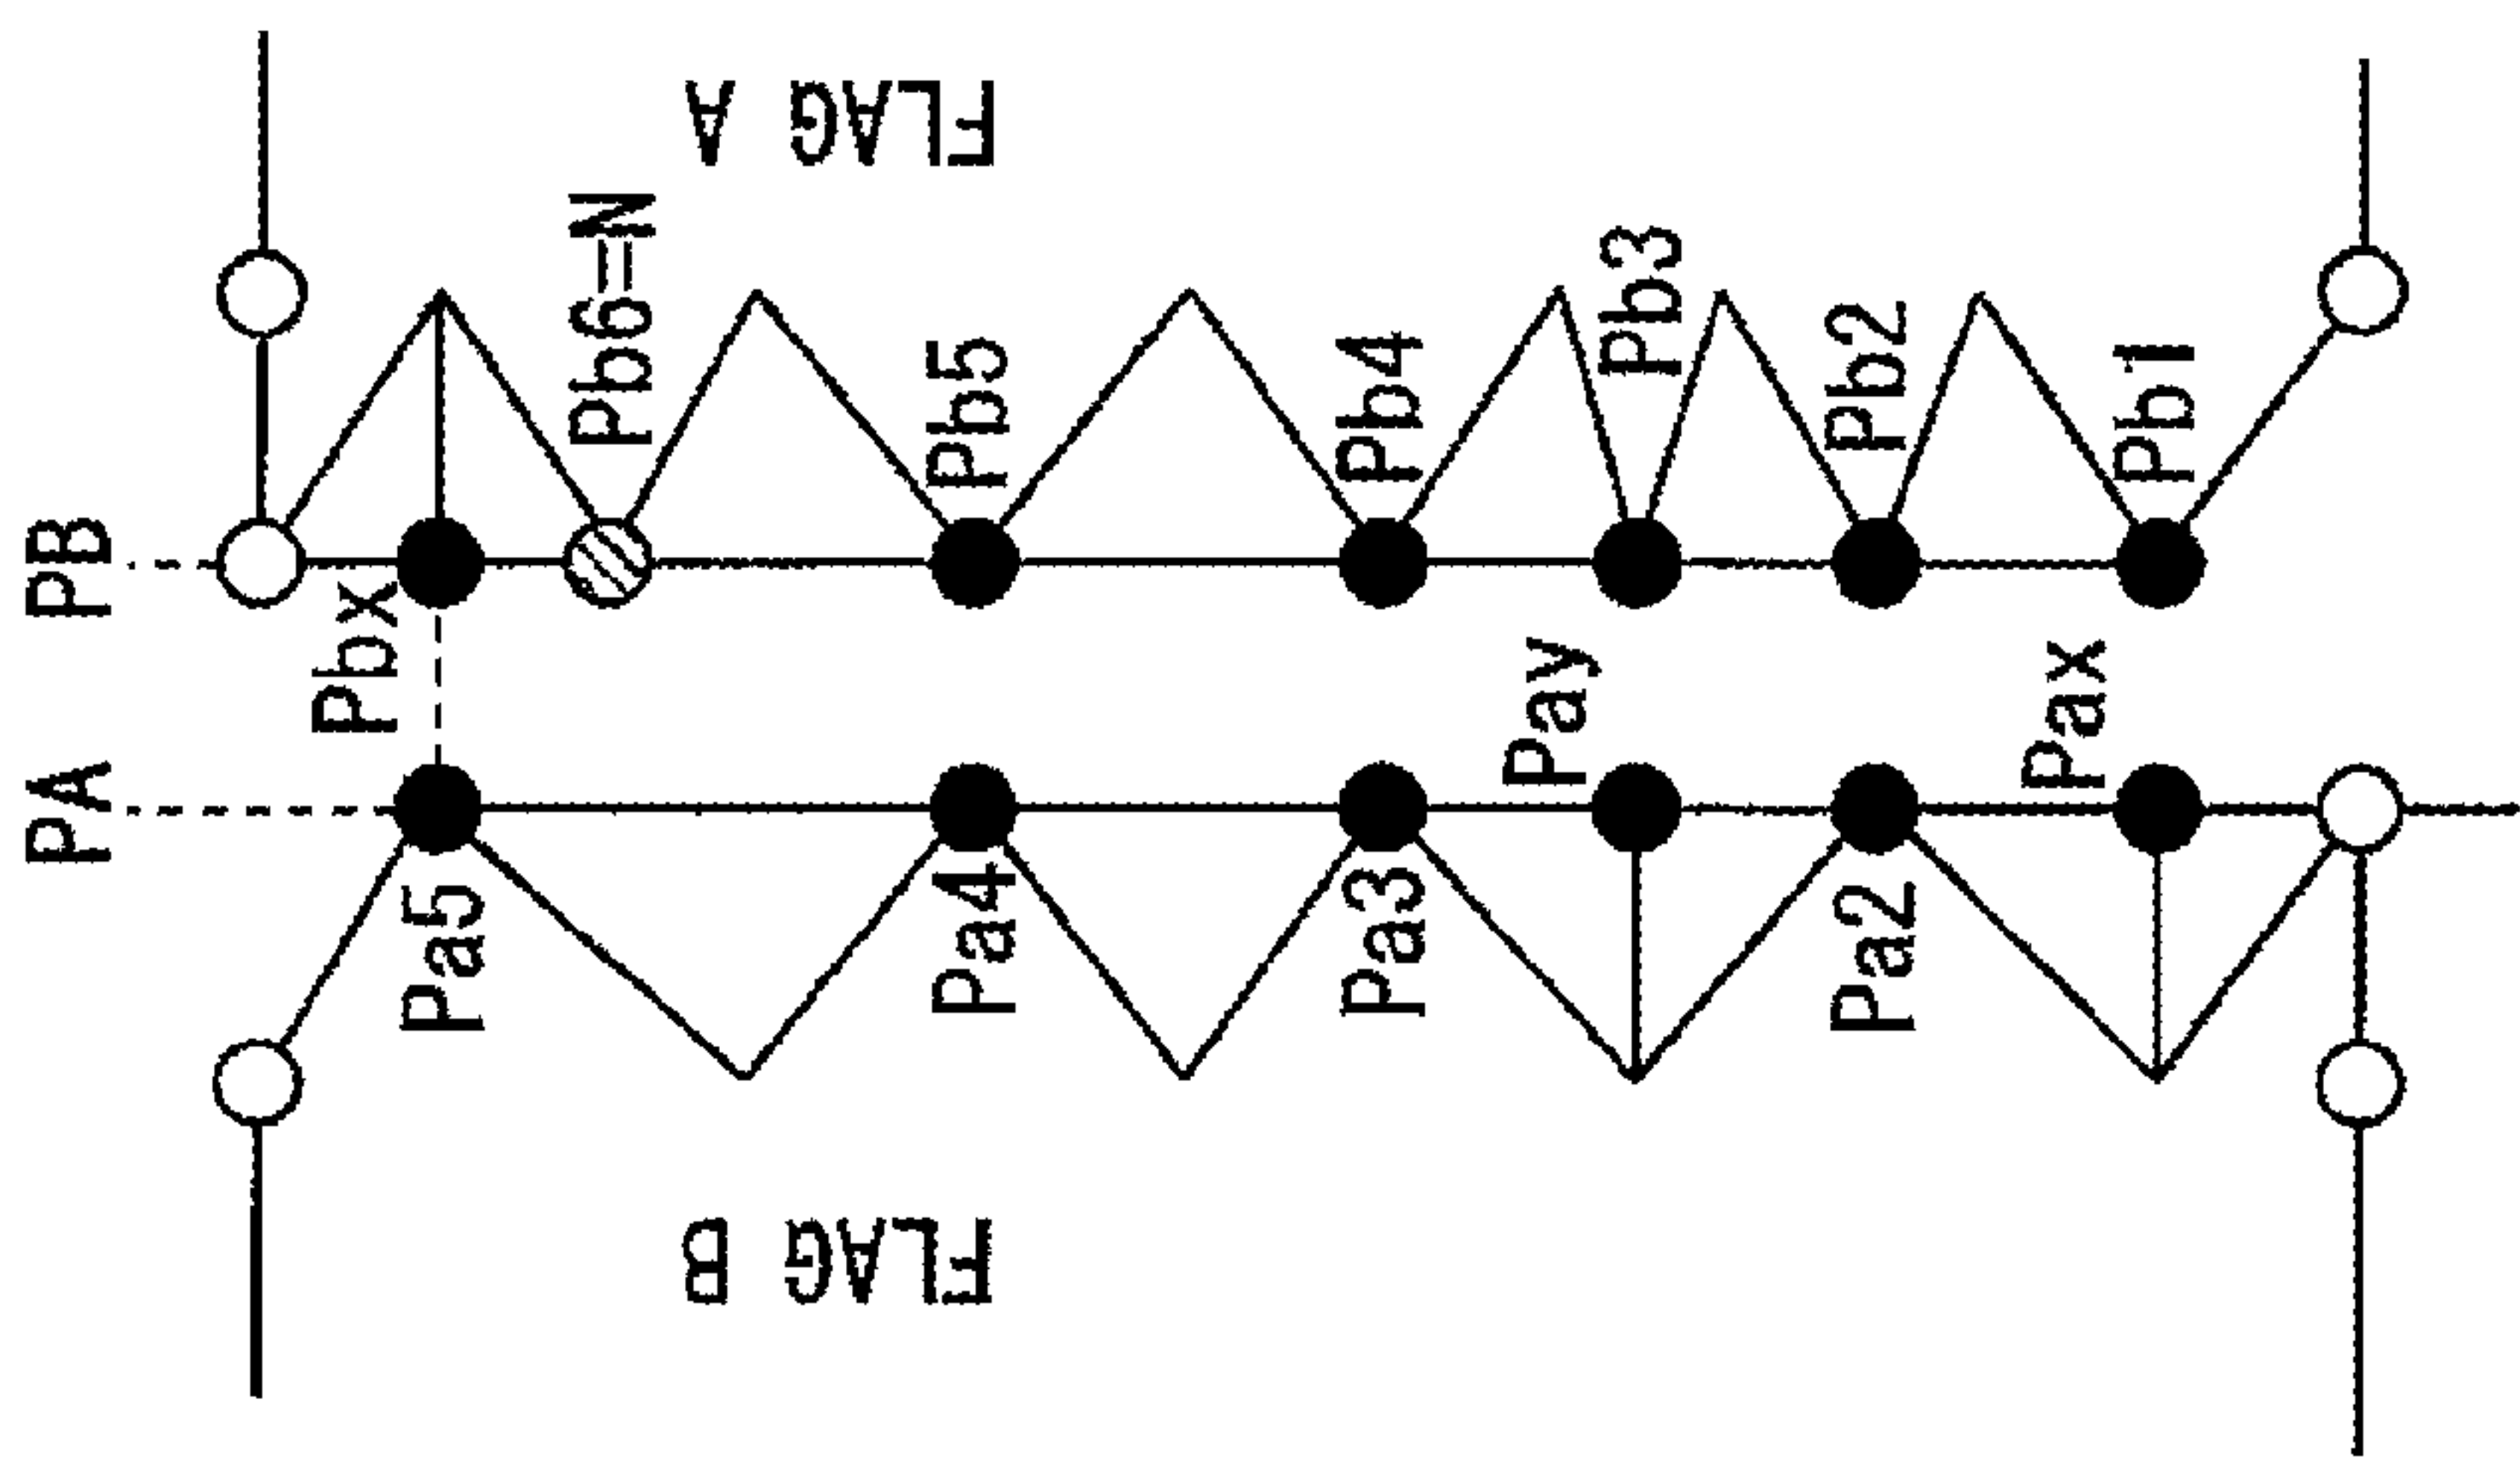 FLAG A
PB
Pbx
Pb6=N
Pb5
Pb4
Pb3
Pb2
Pb1
PA
Pay
Pax
Pa5
Pa4
Pa3
Pa2
FLAG B